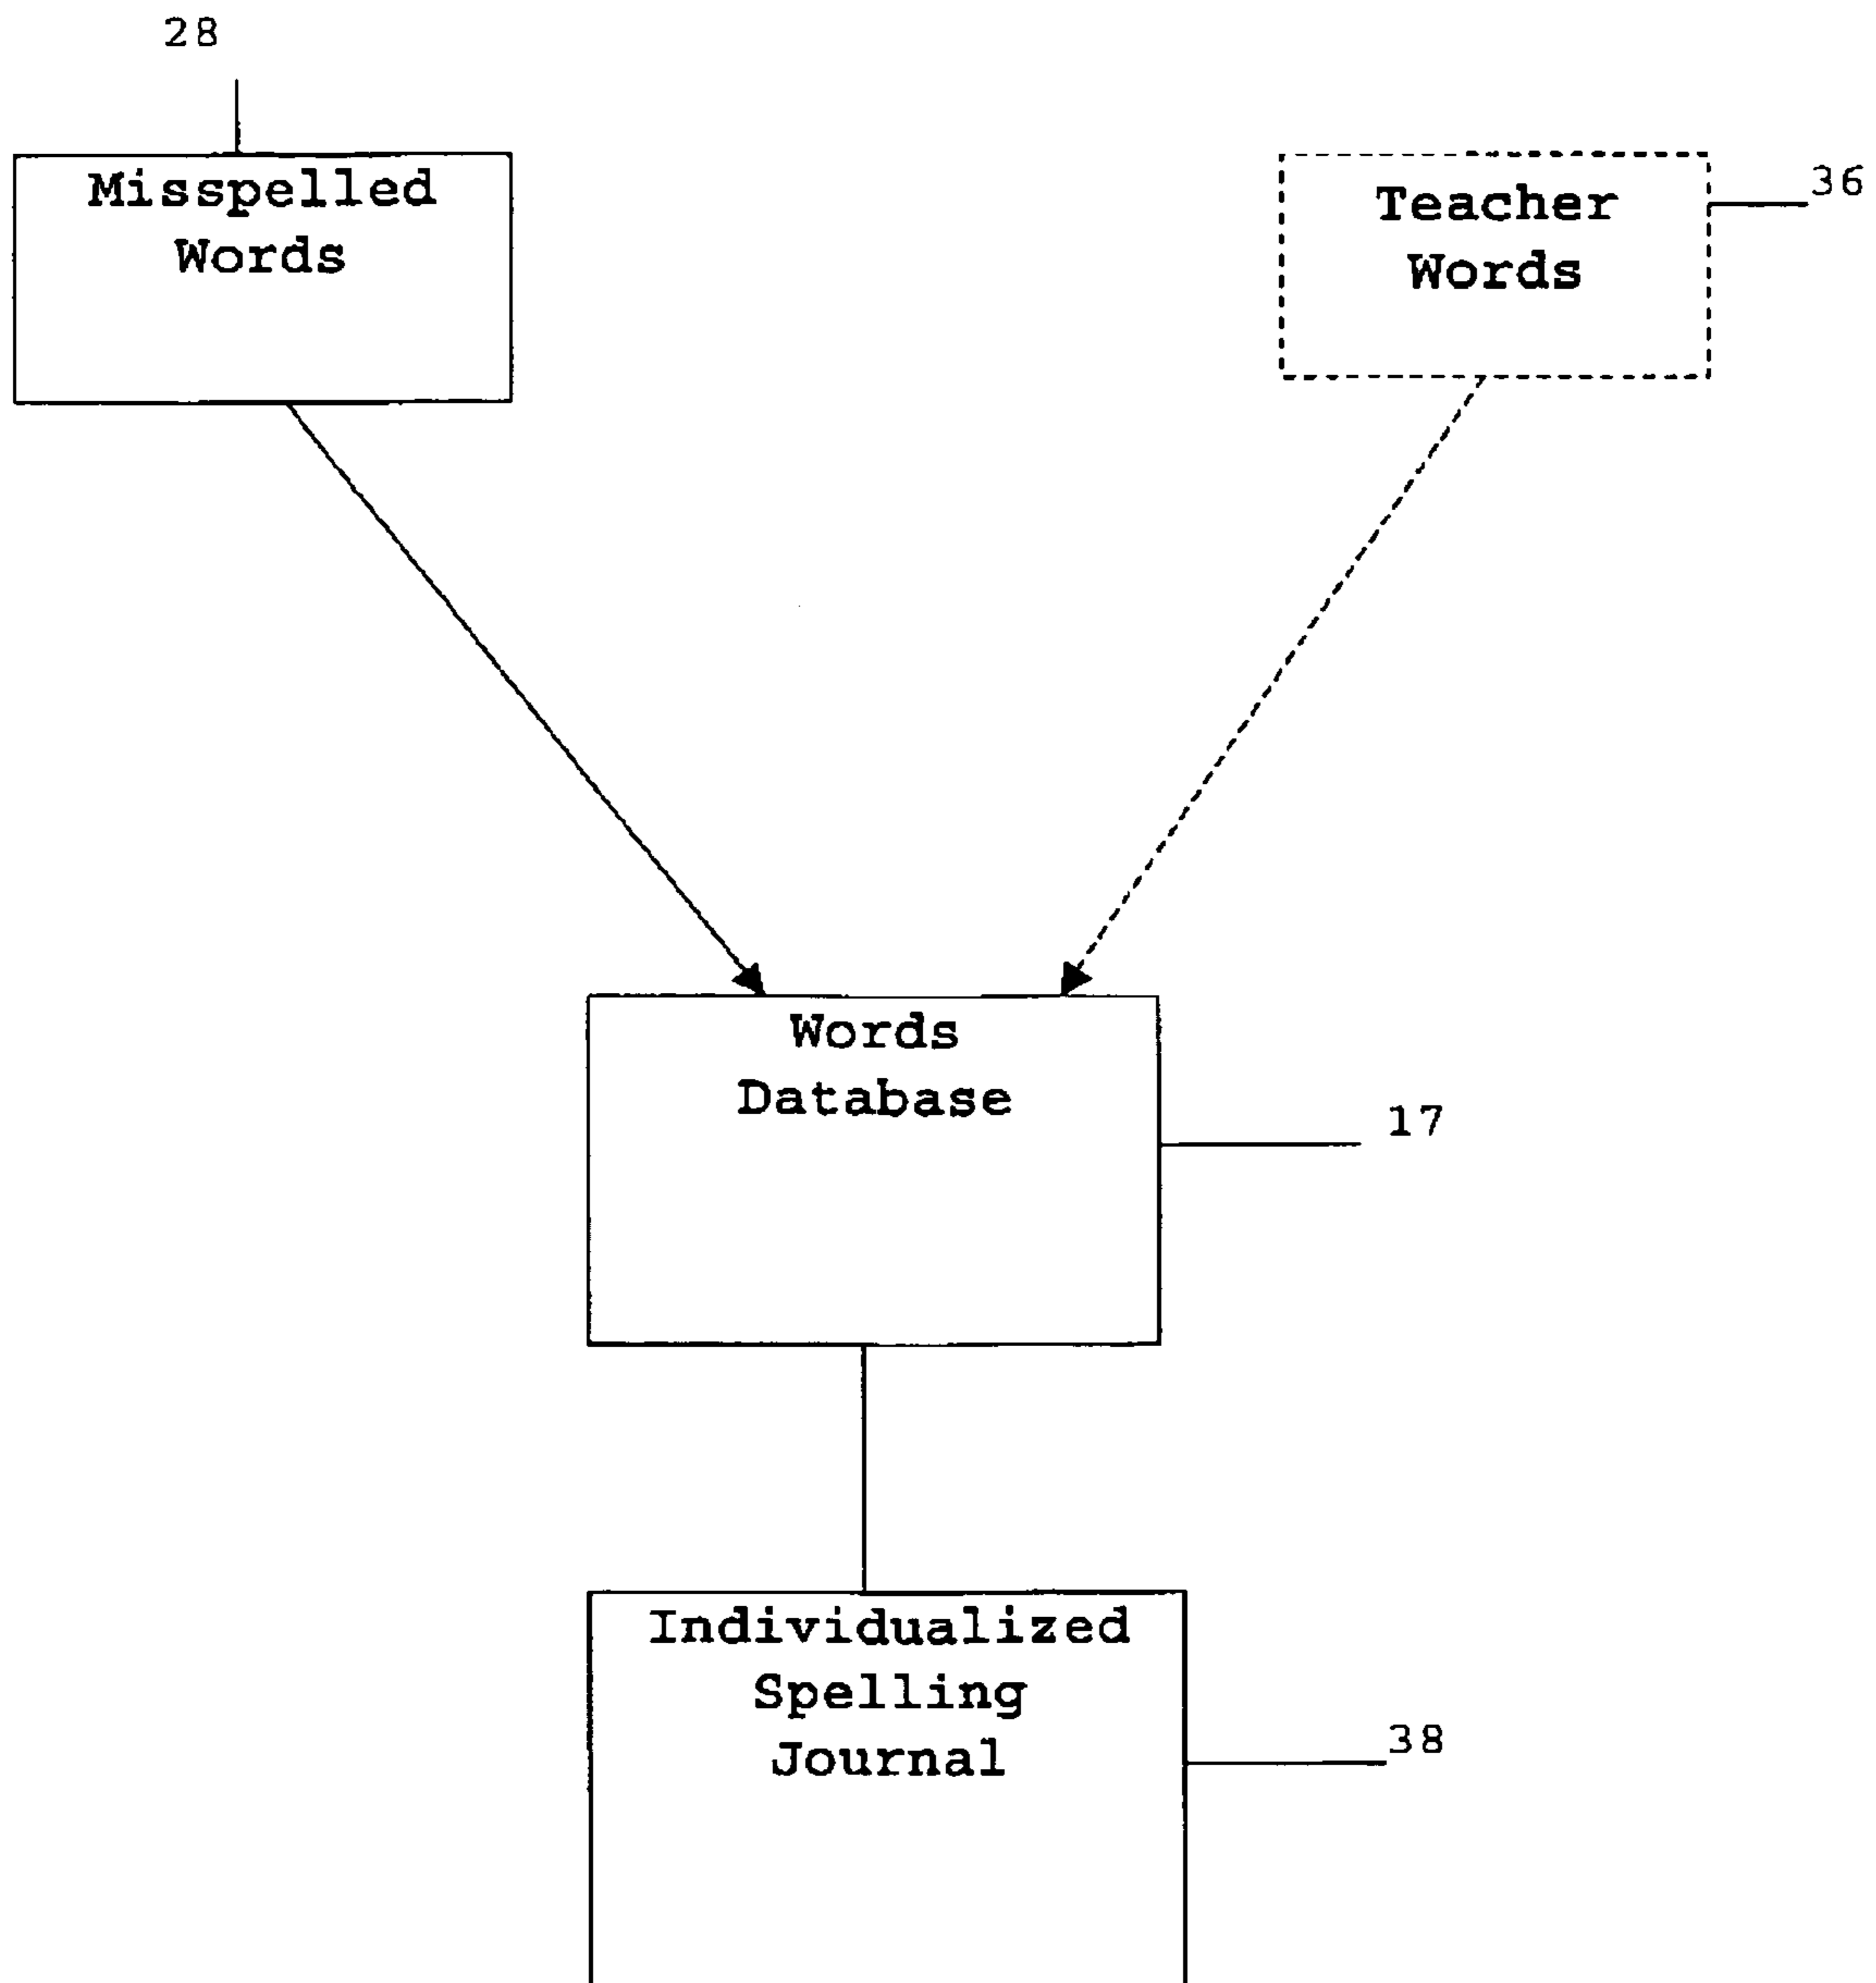 28
Misspelled
Words
Teacher
Words
36
Words
Database
17
Individualized
Spelling
Journal
38